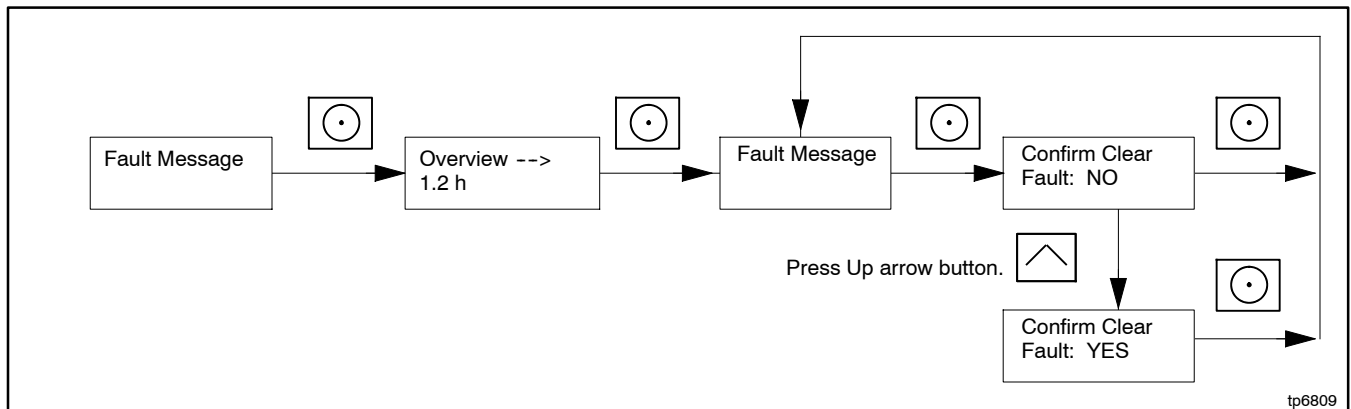 Fault Message
Overview -->
1.2 h
Fault Message
Confirm Clear
Fault: NO
Press Up arrow button.
Confirm Clear
Fault: YES
tp6809